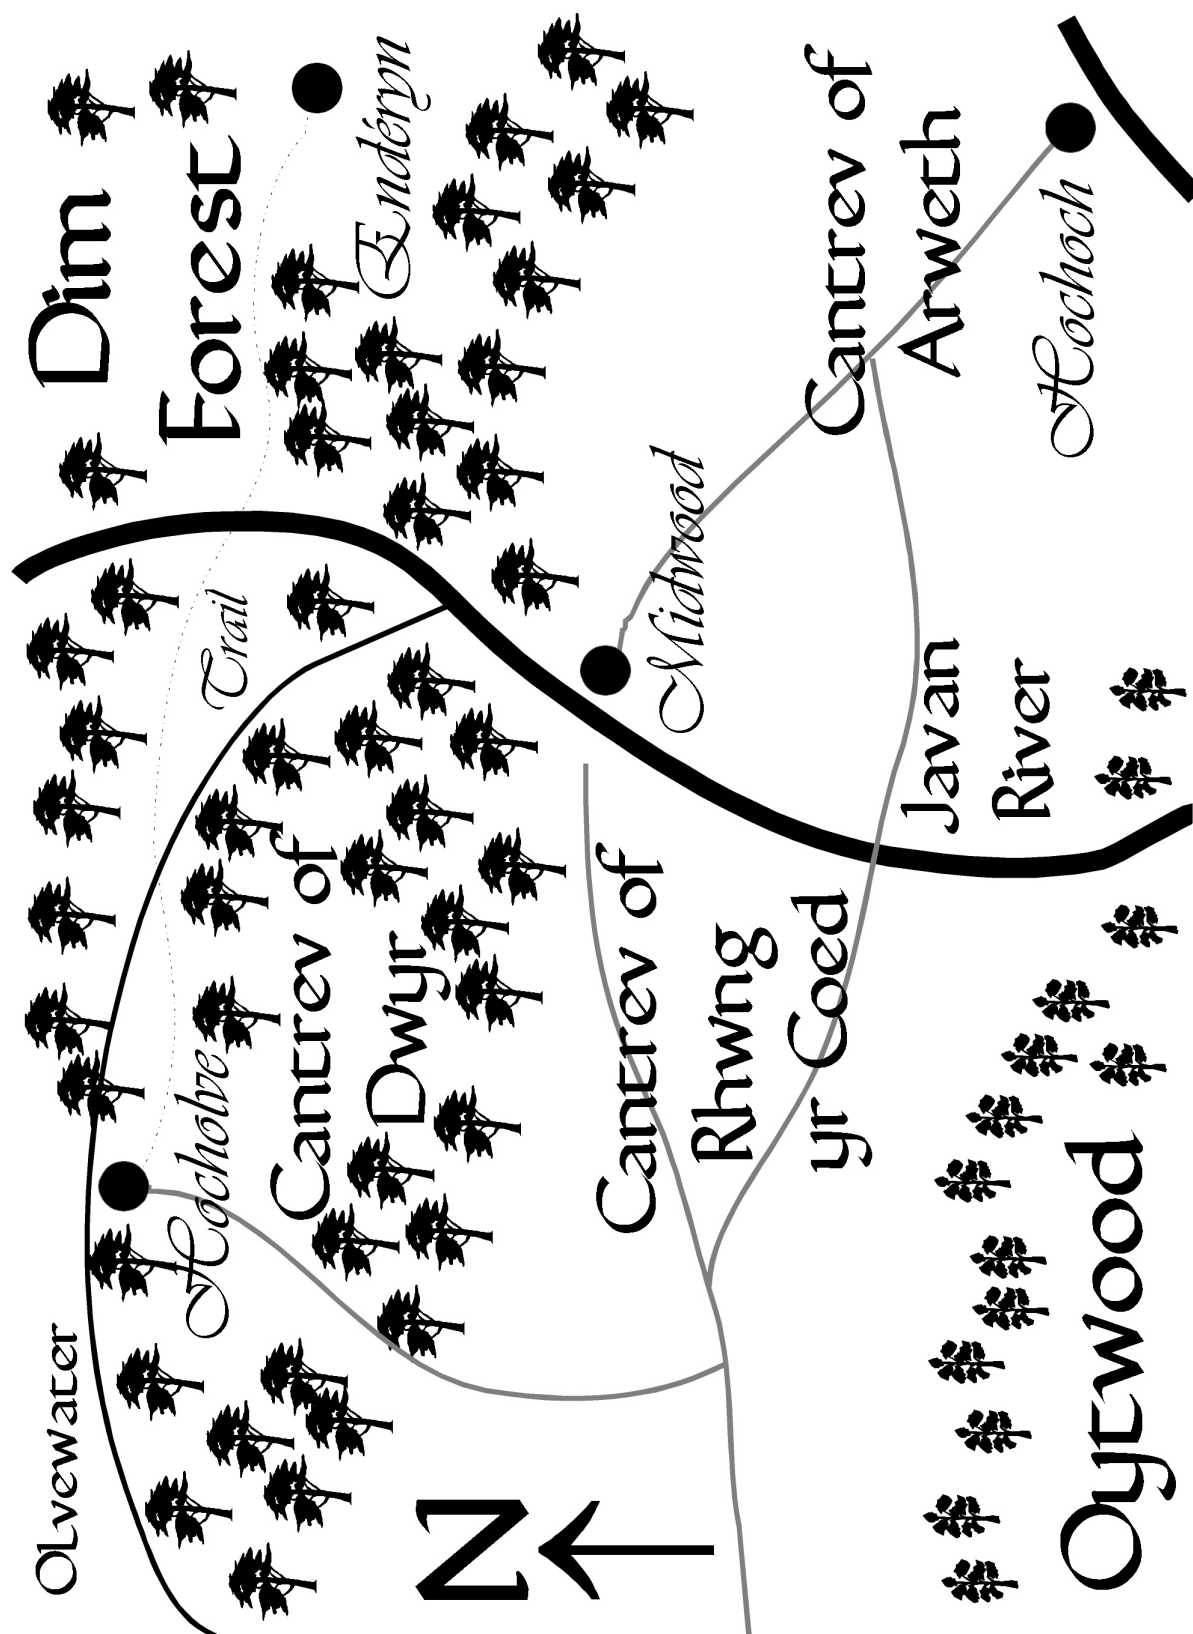 Olvewater
Dim
Forest
Trail
Endéryn
Hocholve
Cantrev of
Dwyr
Cantrev of
Rhwng
yr Coed
Midwood
Cantrev of
Arweth
Hochoch
Javan
River
Oytwood
N